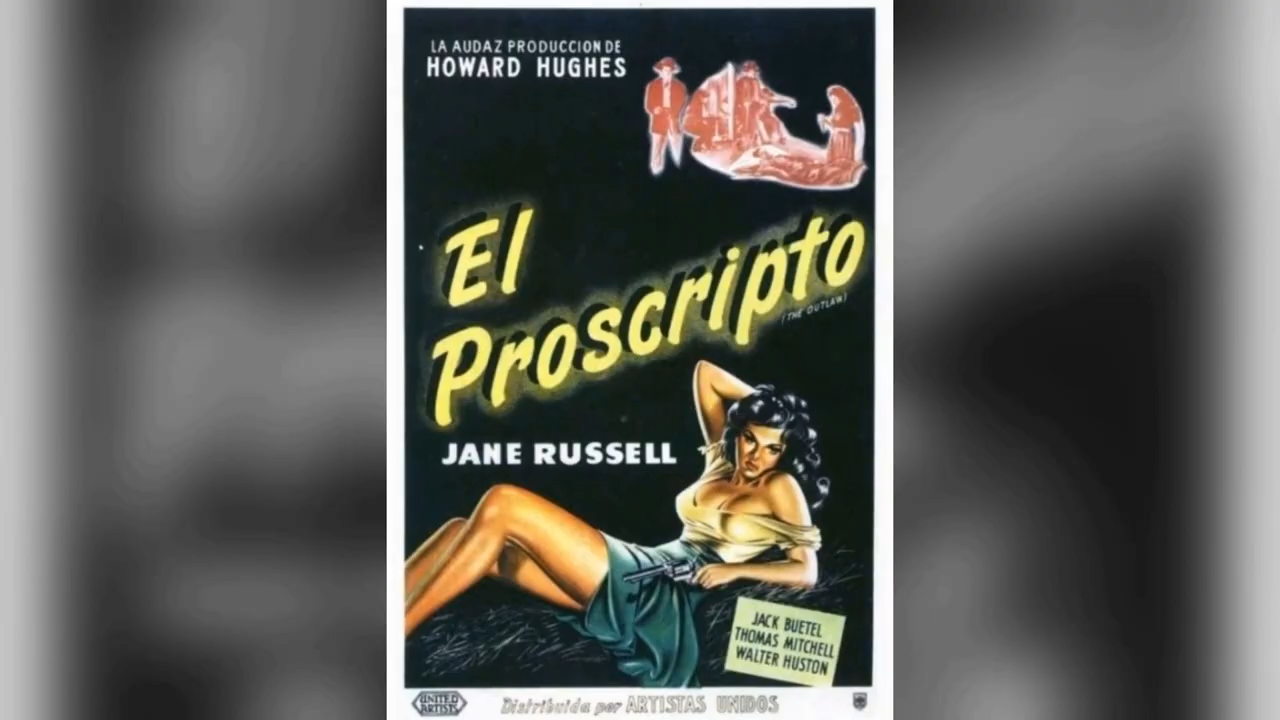 LA AUDAZ PRODUCCION DE
HOWARD HUGHES
El
Proscripto
(THE OUTLAW)
JANE RUSSELL
JACK BUETEL
THOMAS MITCHELL
WALTER HUSTON
UNITED
ARTISTS
Distribuida por ARTISTAS UNIDOS